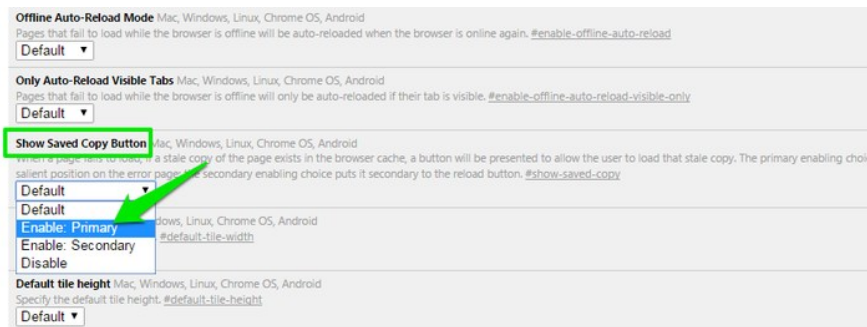 Offline Auto-Reload Mode Mac, Windows, Linux, Chrome OS, Android
Pages that fail to load while the browser is offline will be auto-reloaded when the browser is online again. #enable-offline-auto-reload
Default
Only Auto-Reload Visible Tabs Mac, Windows, Linux, Chrome OS, Android
Pages that fail to load while the browser is offline will only be auto-reloaded if their tab is visible. #enable-offline-auto-reload-visible-only
Default
Show Saved Copy Button Mac, Windows, Linux, Chrome OS, Android
When a page fails to load, if a stale copy of the page exists in the browser cache, a button will be presented to allow the user to load that stale copy. The primary enabling choi
salient position on the error page; the secondary enabling choice puts it secondary to the reload button. #show-saved-copy
Default
Default
Enable: Primary
dows, Linux, Chrome OS, Android
Enable: Secondary
#default-tile-width
Disable
Default tile height Mac, Windows, Linux, Chrome OS, Android
Specify the default tile height. #default-tile-height
Default